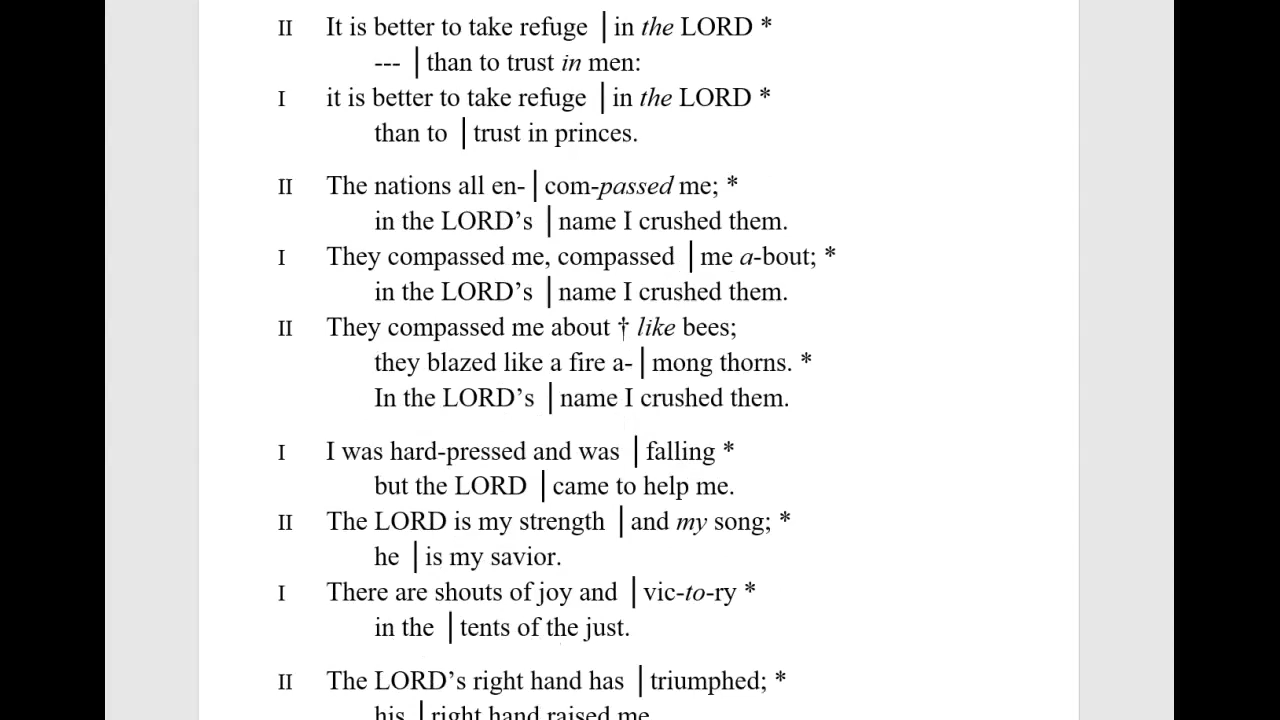 II It is better to take refuge | in the LORD *
--- | than to trust in men:
I it is better to take refuge | in the LORD *
than to | trust in princes.
II The nations all en- | com-passed me; *
in the LORD’s | name I crushed them.
I They compassed me, compassed | me a-bout; *
in the LORD’s | name I crushed them.
II They compassed me about † like bees;
they blazed like a fire a- | mong thorns. *
In the LORD’s | name I crushed them.
I I was hard-pressed and was | falling *
but the LORD | came to help me.
II The LORD is my strength | and my song; *
he | is my savior.
I There are shouts of joy and | vic-to-ry *
in the | tents of the just.
II The LORD’s right hand has | triumphed; *
his | right hand raised me